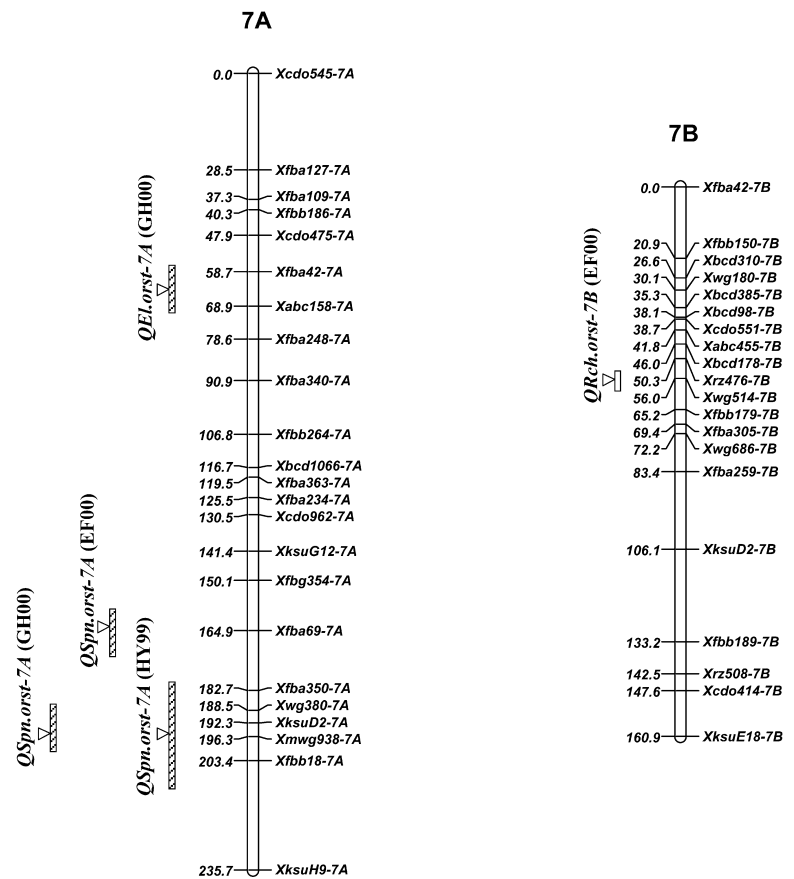 7A
0.0 Xcdo545-7A
28.5 Xfba127-7A
37.3 Xfba109-7A
40.3 Xfbb186-7A
47.9 Xcdo475-7A
58.7 Xfba42-7A
68.9 Xabc158-7A
78.6 Xfba248-7A
90.9 Xfba340-7A
106.8 Xfbb264-7A
116.7 Xbcd1066-7A
119.5 Xfba363-7A
125.5 Xfba234-7A
130.5 Xcdo962-7A
141.4 XksuG12-7A
150.1 Xfbg354-7A
164.9 Xfba69-7A
182.7 Xfba350-7A
188.5 Xwg380-7A
192.3 XksuD2-7A
196.3 Xmwg938-7A
203.4 Xfbb18-7A
235.7 XksuH9-7A
QEl.orst-7A (GH00)
QSpn.orst-7A (EF00)
QSpn.orst-7A (GH00)
QSpn.orst-7A (HY99)
7B
0.0 Xfba42-7B
20.9 Xfbb150-7B
26.6 Xbcd310-7B
30.1 Xwg180-7B
35.3 Xbcd385-7B
38.1 Xbcd98-7B
38.7 Xcdo551-7B
41.8 Xabc455-7B
46.0 Xbcd178-7B
50.3 Xrz476-7B
56.0 Xwg514-7B
65.2 Xfbb179-7B
69.4 Xfba305-7B
72.2 Xwg686-7B
83.4 Xfba259-7B
106.1 XksuD2-7B
133.2 Xfbb189-7B
142.5 Xrz508-7B
147.6 Xcdo414-7B
160.9 XksuE18-7B
QRch.orst-7B (EF00)